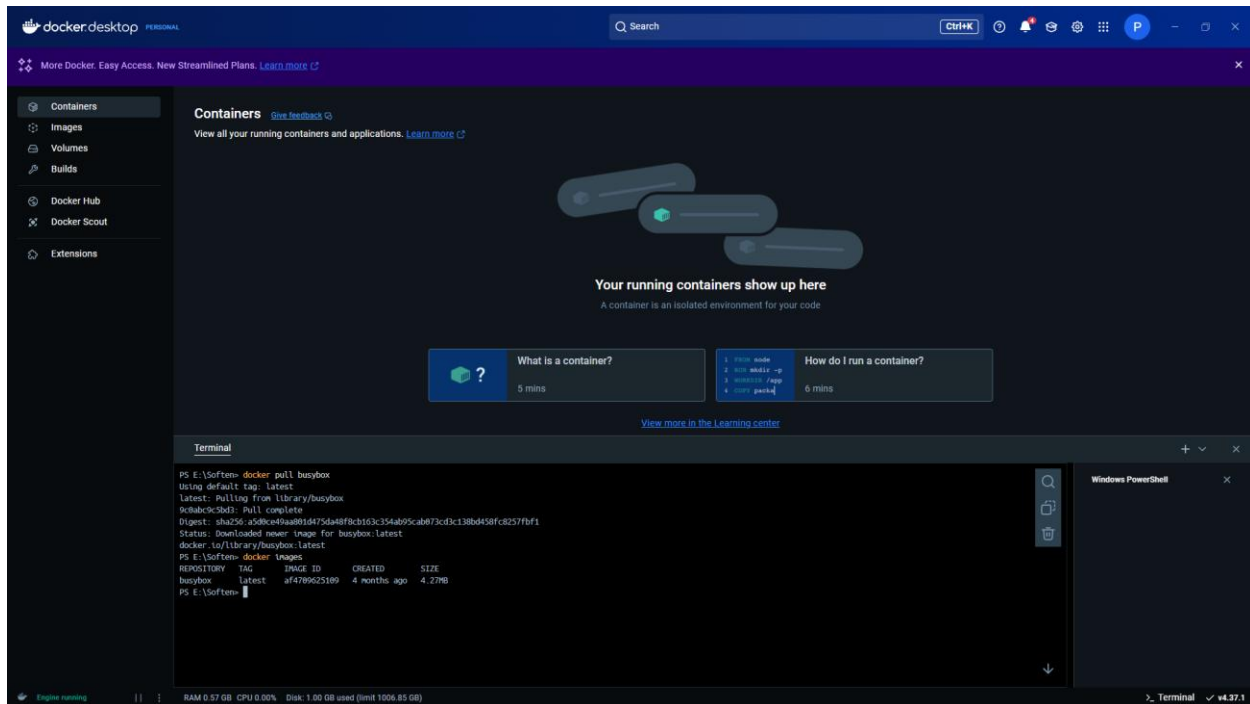 docker.desktop PERSONAL
Search
Ctrl+K
4
P
More Docker. Easy Access. New Streamlined Plans. Learn more
Containers
Images
Volumes
Builds
Docker Hub
Docker Scout
Extensions
Containers Give feedback
View all your running containers and applications. Learn more
Your running containers show up here
A container is an isolated environment for your code
?
What is a container?
5 mins
1 FROM node
2 RUN mkdir -p
3 WORKDIR /app
4 COPY packa
How do I run a container?
6 mins
View more in the Learning center
Terminal
PS E:\Soften> docker pull busybox
Using default tag: latest
latest: Pulling from library/busybox
9c0abc9c5bd3: Pull complete
Digest: sha256:a5d0ce49aa801d475da48f8cb163c354ab95cab073cd3c138bd458fc8257fbf1
Status: Downloaded newer image for busybox:latest
docker.io/library/busybox:latest
PS E:\Soften> docker images
REPOSITORY TAG IMAGE ID CREATED SIZE
busybox latest af4709625109 4 months ago 4.27MB
PS E:\Soften>
Windows PowerShell
Engine running
RAM 0.57 GB CPU 0.00% Disk: 1.00 GB used (limit 1006.85 GB)
Terminal
v4.37.1